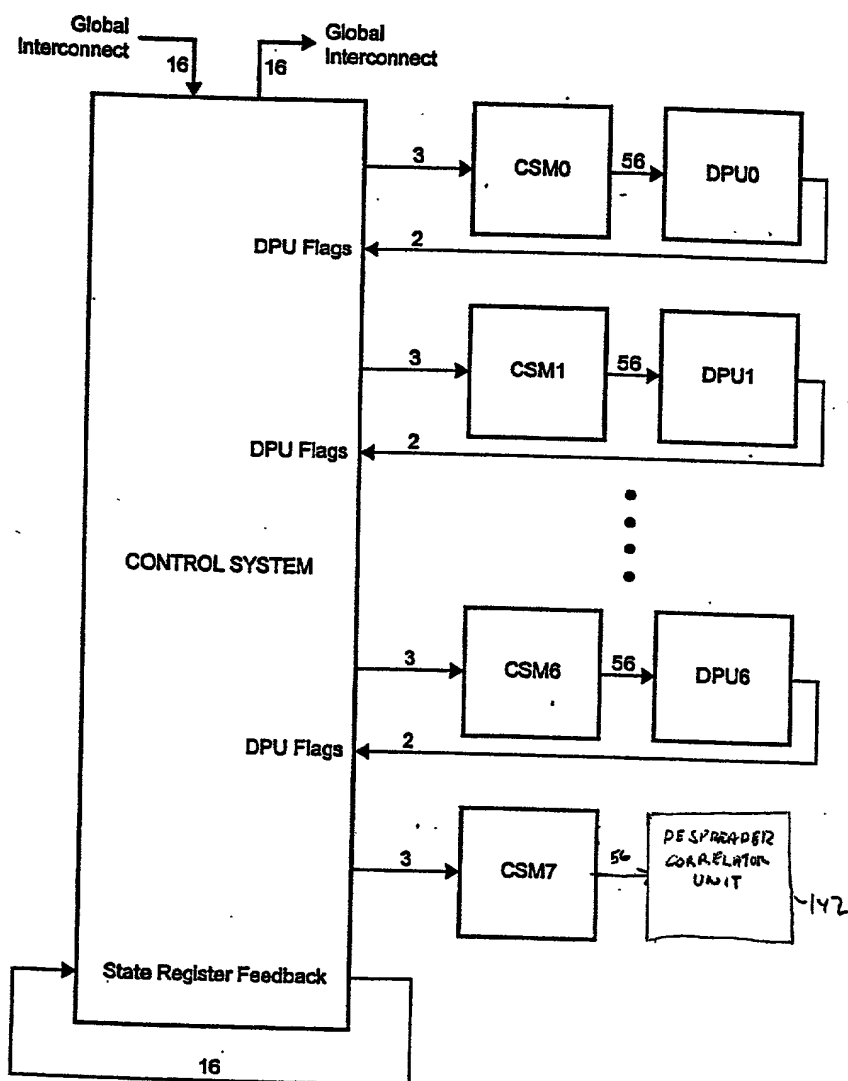 Global
Interconnect
16
16
Global
Interconnect
3
CSM0
56
DPU0
DPU Flags
2
3
CSM1
56
DPU1
DPU Flags
2
CONTROL SYSTEM
3
CSM6
56
DPU6
DPU Flags
2
3
CSM7
56
DESPREADER
CORRELATOR
UNIT
142
State Register Feedback
16